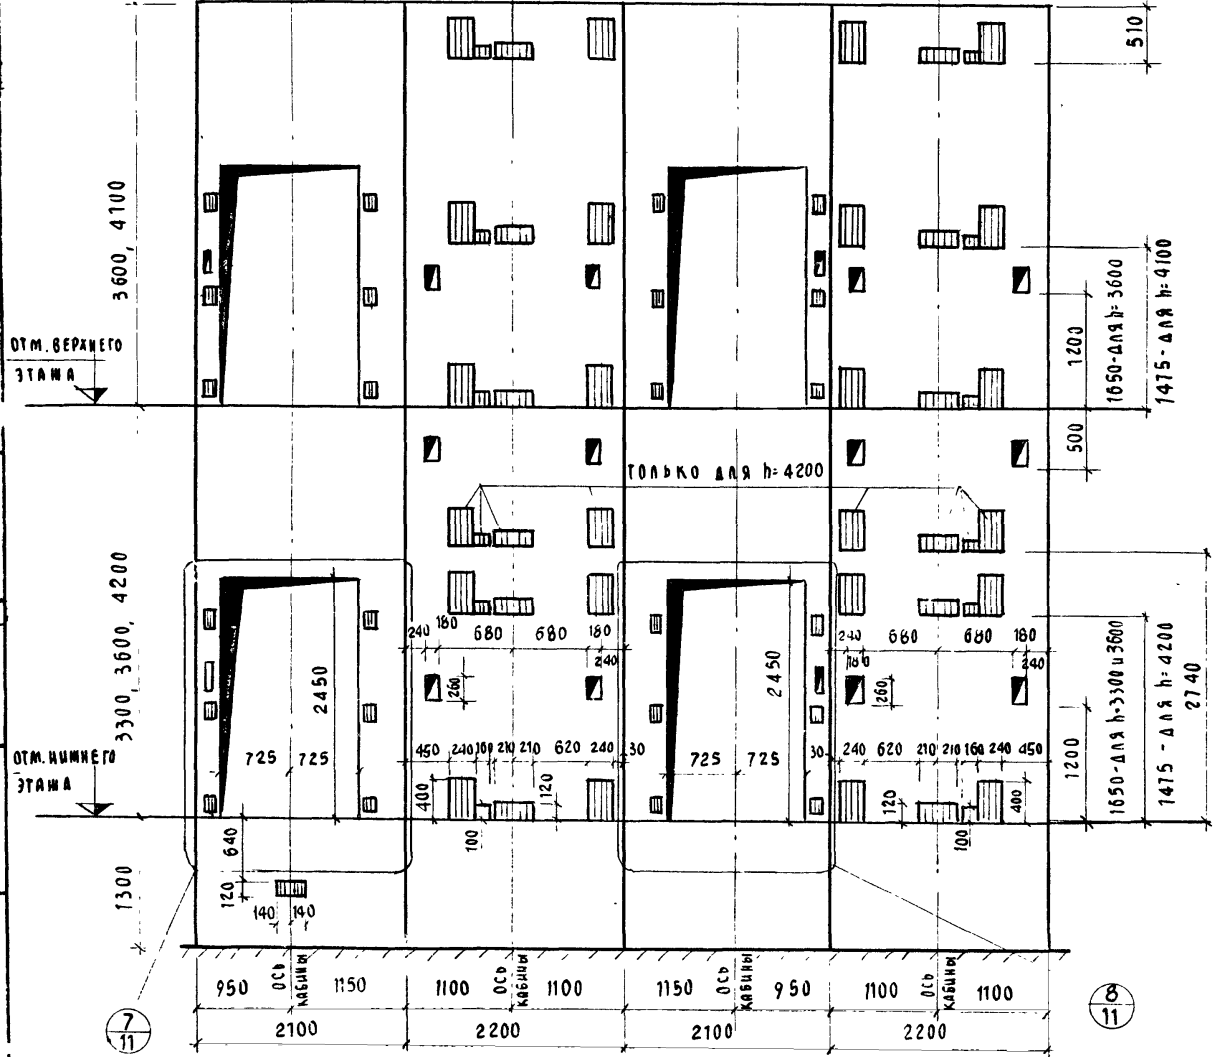 510
3600, 4100
ОТМ. ВЕРХНЕГО
ЭТАЖА
1200
1650-ДЛЯ h=3600
1475-ДЛЯ h=4100
500
ТОЛЬКО ДЛЯ h=4200
3300, 3600, 4200
240 180 680 680 180
240
240 680 680 180
180 240
2450
260
2450
260
ОТМ. НИЖНЕГО
ЭТАЖА
725 725
450 240 160 210 210 620 240 30
725 725
30 240 620 210 210 160 240 450
400
120
100
120
100
400
1200
1650-ДЛЯ h=3300 и 3600
1475 - ДЛЯ h=4200
2740
640
120
140 140
1300
950 ОСЬ КАБИНЫ 1150
1100 ОСЬ КАБИНЫ 1100
1150 ОСЬ КАБИНЫ 950
1100 ОСЬ КАБИНЫ 1100
2100 2200 2100 2200
7
11
8
11